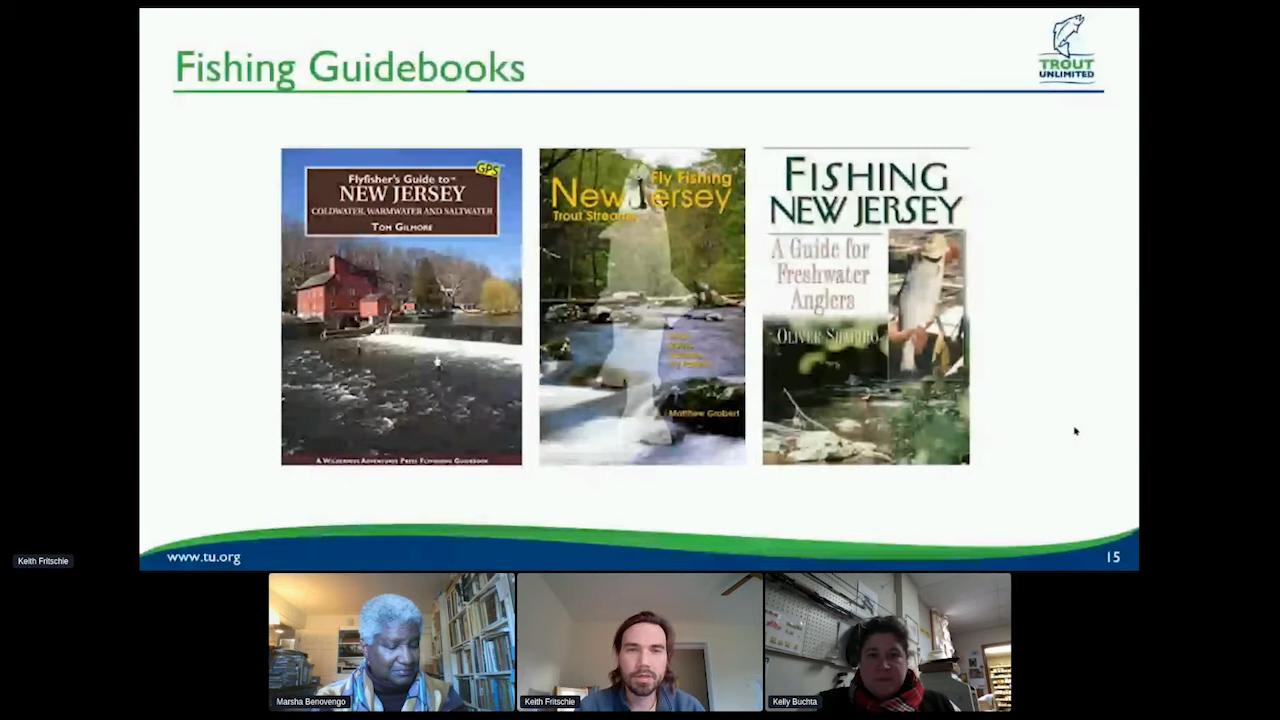 Fishing Guidebooks
TROUT
UNLIMITED
GPS
Flyfisher's Guide to™
NEW JERSEY
COLDWATER, WARMWATER AND SALTWATER
TOM GILMORE
A WILDERNESS ADVENTURES PRESS FLYFISHING GUIDEBOOK
Fly Fishing
New Jersey
Trout Streams
Matthew Grobert
FISHING
NEW JERSEY
A Guide for
Freshwater
Anglers
OLIVER SHAPIRO
www.tu.org
15
Keith Fritschie
Marsha Benovengo
Keith Fritschie
Kelly Buchta